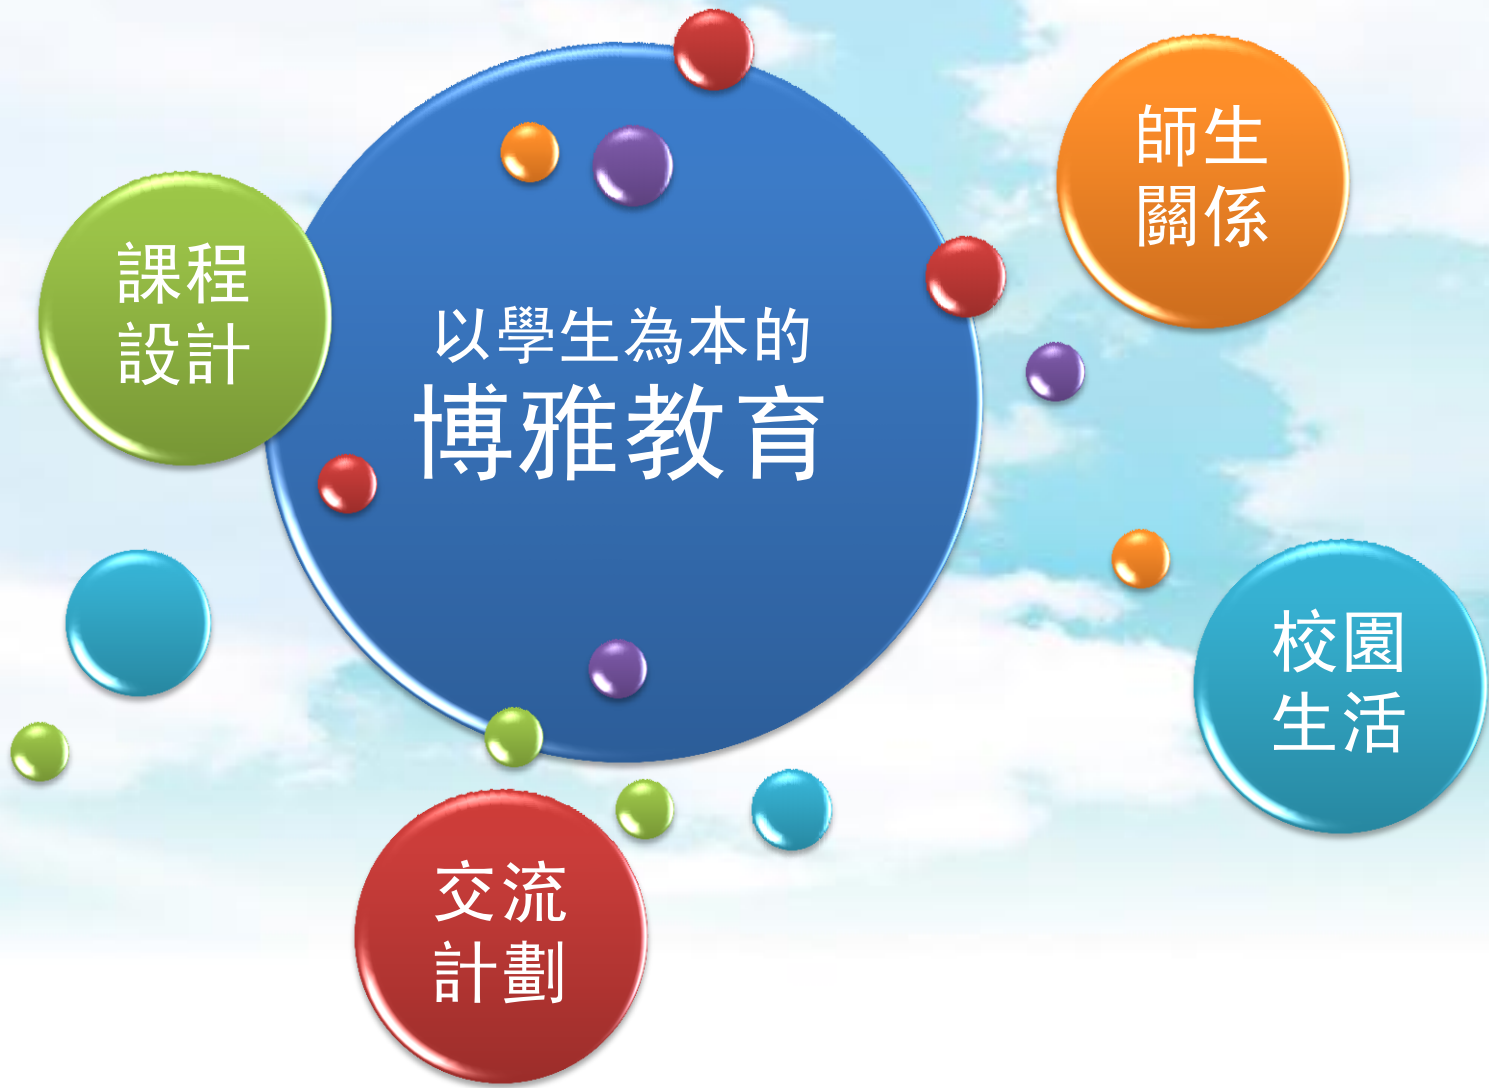 以學生為本的
博雅教育
課程
設計
師生
關係
校園
生活
交流
計劃